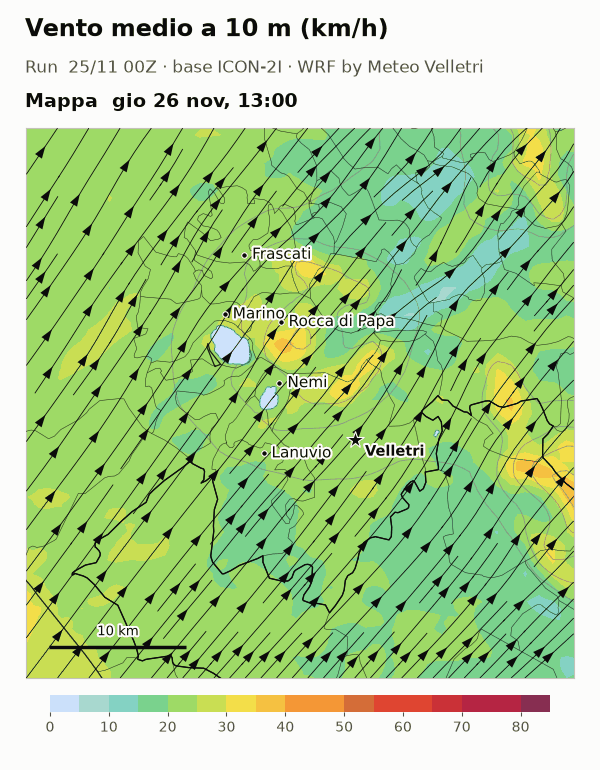 Vento medio a 10 m (km/h)
Run 25/11 00Z · base ICON-2I · WRF by Meteo Velletri
Mappa gio 26 nov, 13:00
Frascati
Marino
Rocca di Papa
Nemi
Lanuvio
Velletri
10 km
0 10 20 30 40 50 60 70 80